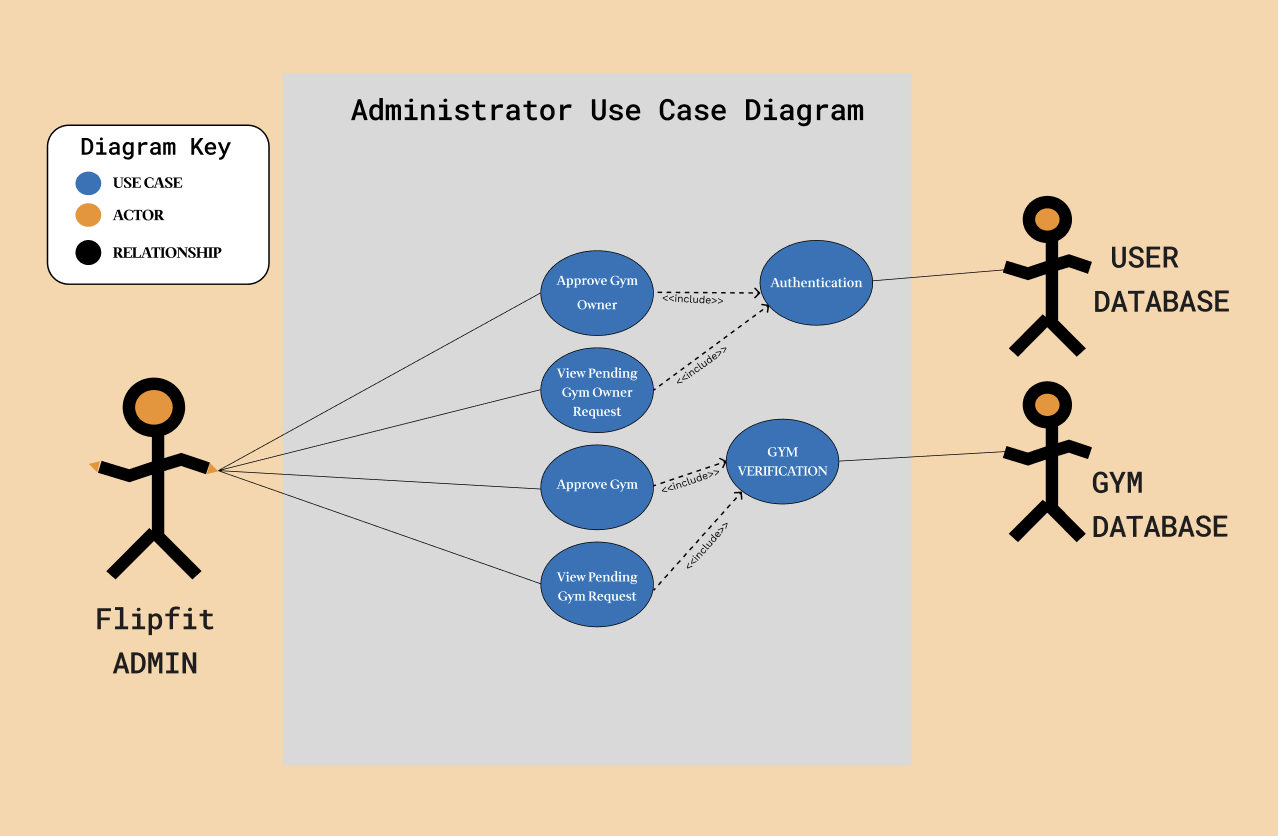 Administrator Use Case Diagram
Diagram Key
USE CASE
ACTOR
RELATIONSHIP
Approve Gym
Owner
<<include>>
Authentication
USER
DATABASE
View Pending
Gym Owner
Request
<<include>>
GYM
VERIFICATION
Approve Gym
<<include>>
GYM
DATABASE
View Pending
Gym Request
<<include>>
Flipfit
ADMIN